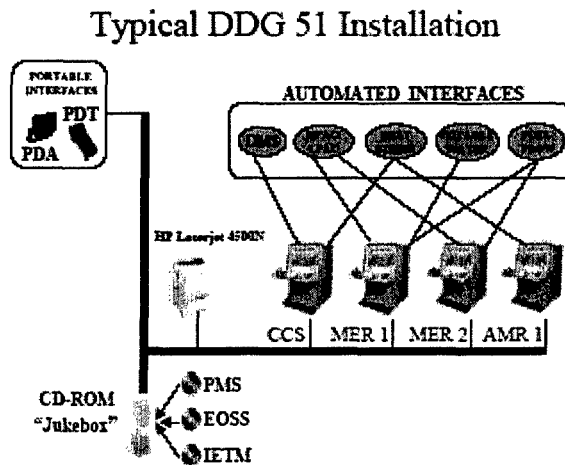 Typical DDG 51 Installation
PORTABLE
INTERFACES
PDT
PDA
AUTOMATED INTERFACES
HP Laserjet 4500N
CCS
MER 1
MER 2
AMR 1
CD-ROM
"Jukebox"
PMS
EOSS
IETM